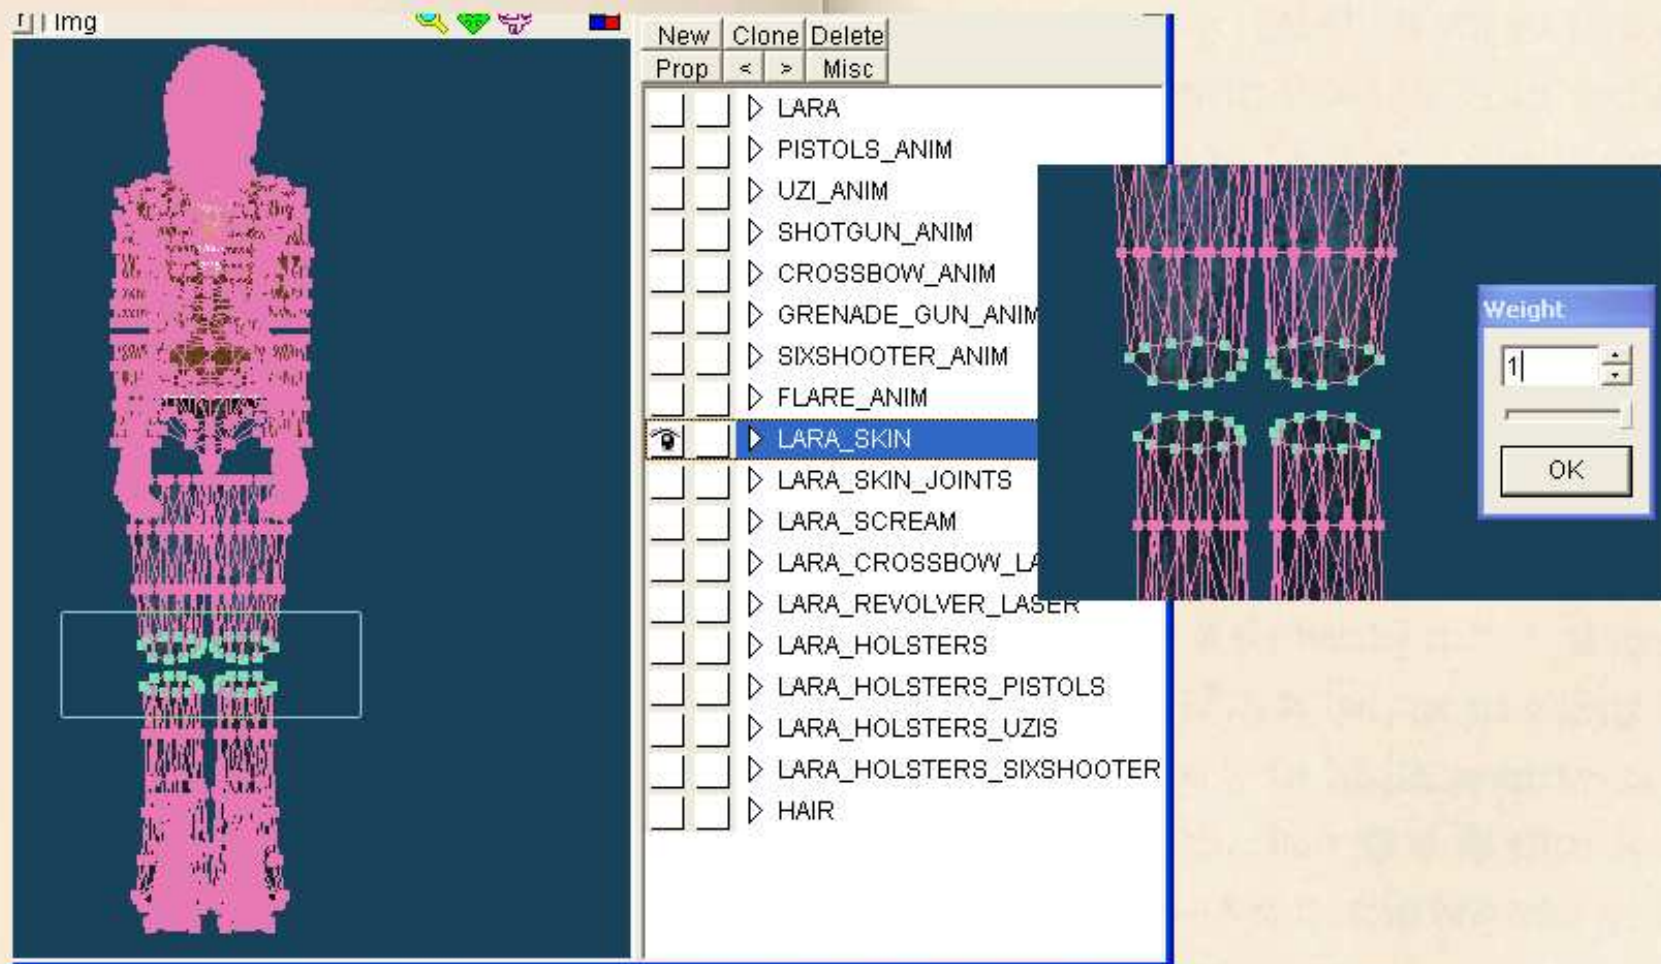 Img
New Clone Delete
Prop < > Misc
LARA
PISTOLS_ANIM
UZI_ANIM
SHOTGUN_ANIM
CROSSBOW_ANIM
GRENADE_GUN_ANIM
SIXSHOOTER_ANIM
FLARE_ANIM
LARA_SKIN
LARA_SKIN_JOINTS
LARA_SCREAM
LARA_CROSSBOW_LA
LARA_REVOLVER_LASER
LARA_HOLSTERS
LARA_HOLSTERS_PISTOLS
LARA_HOLSTERS_UZIS
LARA_HOLSTERS_SIXSHOOTER
HAIR
Weight
1
OK